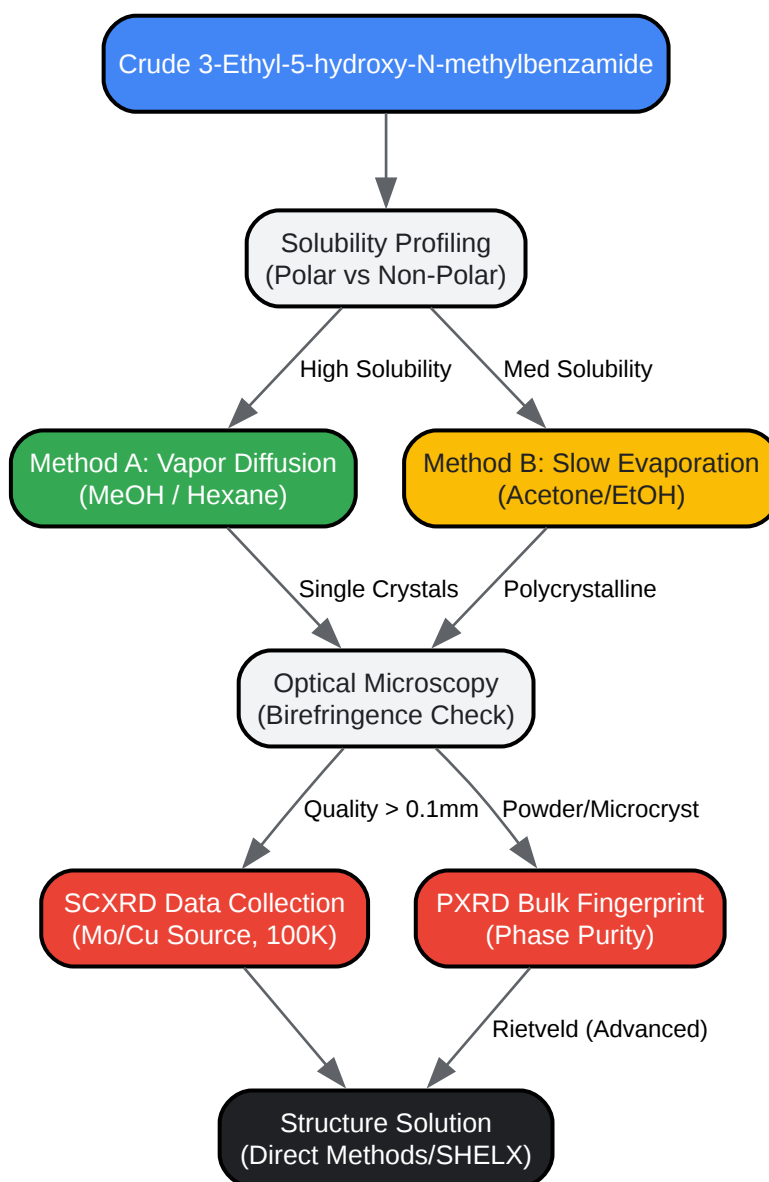 Crude 3-Ethyl-5-hydroxy-N-methylbenzamide
Solubility Profiling
(Polar vs Non-Polar)
High Solubility
Med Solubility
Method A: Vapor Diffusion
(MeOH / Hexane)
Method B: Slow Evaporation
(Acetone/EtOH)
Single Crystals
Polycrystalline
Optical Microscopy
(Birefringence Check)
Quality > 0.1mm
Powder/Microcryst
SCXRD Data Collection
(Mo/Cu Source, 100K)
PXRD Bulk Fingerprint
(Phase Purity)
Rietveld (Advanced)
Structure Solution
(Direct Methods/SHELX)